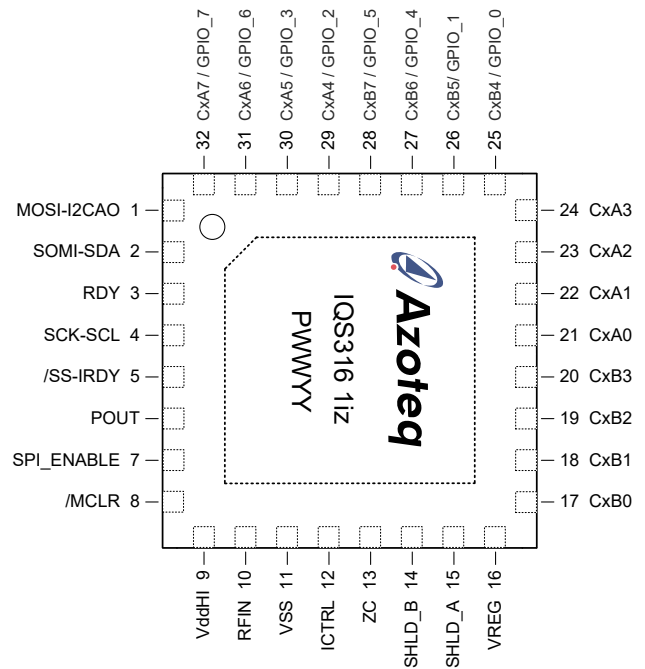 32 CxA7 / GPIO_7
31 CxA6 / GPIO_6
30 CxA5 / GPIO_3
29 CxA4 / GPIO_2
28 CxB7 / GPIO_5
27 CxB6 / GPIO_4
26 CxB5/ GPIO_1
25 CxB4 / GPIO_0
MOSI-I2CAO 1
SOMI-SDA 2
RDY 3
SCK-SCL 4
/SS-IRDY 5
POUT
SPI_ENABLE 7
/MCLR 8
Azoteq
IQS316 1iz
PWWYY
24 CxA3
23 CxA2
22 CxA1
21 CxA0
20 CxB3
19 CxB2
18 CxB1
17 CxB0
VddHI 9
RFIN 10
VSS 11
ICTRL 12
ZC 13
SHLD_B 14
SHLD_A 15
VREG 16